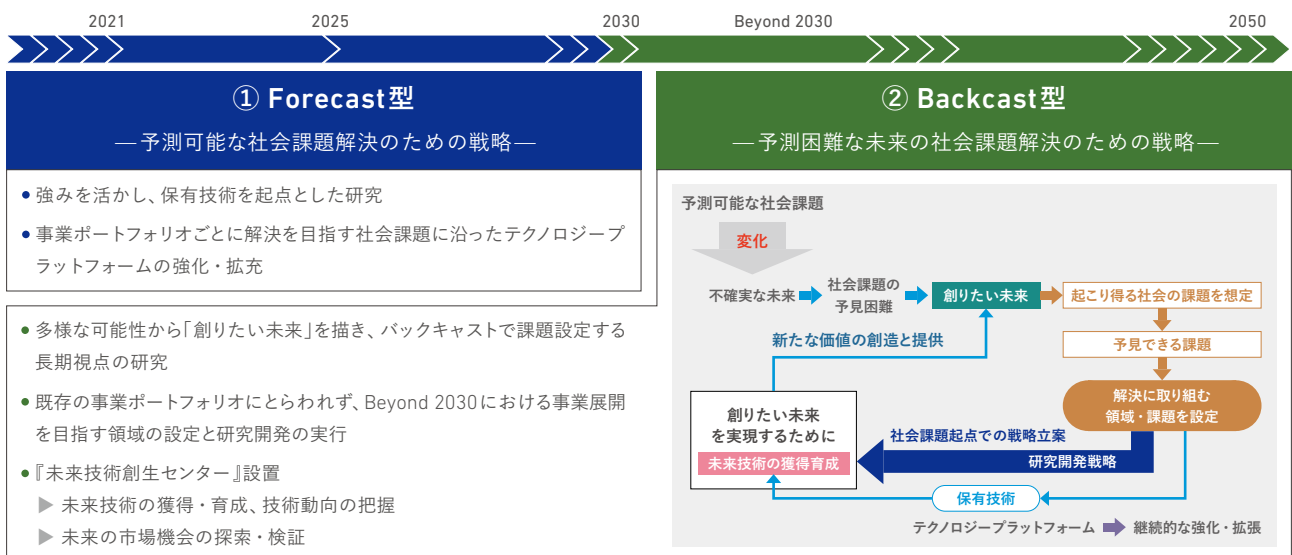 2021 2025 2030 Beyond 2030 2050
① Forecast型
—予測可能な社会課題解決のための戦略—
● 強みを活かし、保有技術を起点とした研究
● 事業ポートフォリオごとに解決を目指す社会課題に沿ったテクノロジープ
ラットフォームの強化・拡充
● 多様な可能性から「創りたい未来」を描き、バックキャストで課題設定する
長期視点の研究
● 既存の事業ポートフォリオにとらわれず、Beyond 2030における事業展開
を目指す領域の設定と研究開発の実行
● 『未来技術創生センター』設置
▶ 未来技術の獲得・育成、技術動向の把握
▶ 未来の市場機会の探索・検証
② Backcast型
—予測困難な未来の社会課題解決のための戦略—
予測可能な社会課題
変化
不確実な未来
社会課題の
予見困難
創りたい未来
起こり得る社会の課題を想定
予見できる課題
解決に取り組む
領域・課題を設定
新たな価値の創造と提供
創りたい未来
を実現するために
未来技術の獲得育成
社会課題起点での戦略立案
研究開発戦略
保有技術
テクノロジープラットフォーム 継続的な強化・拡張